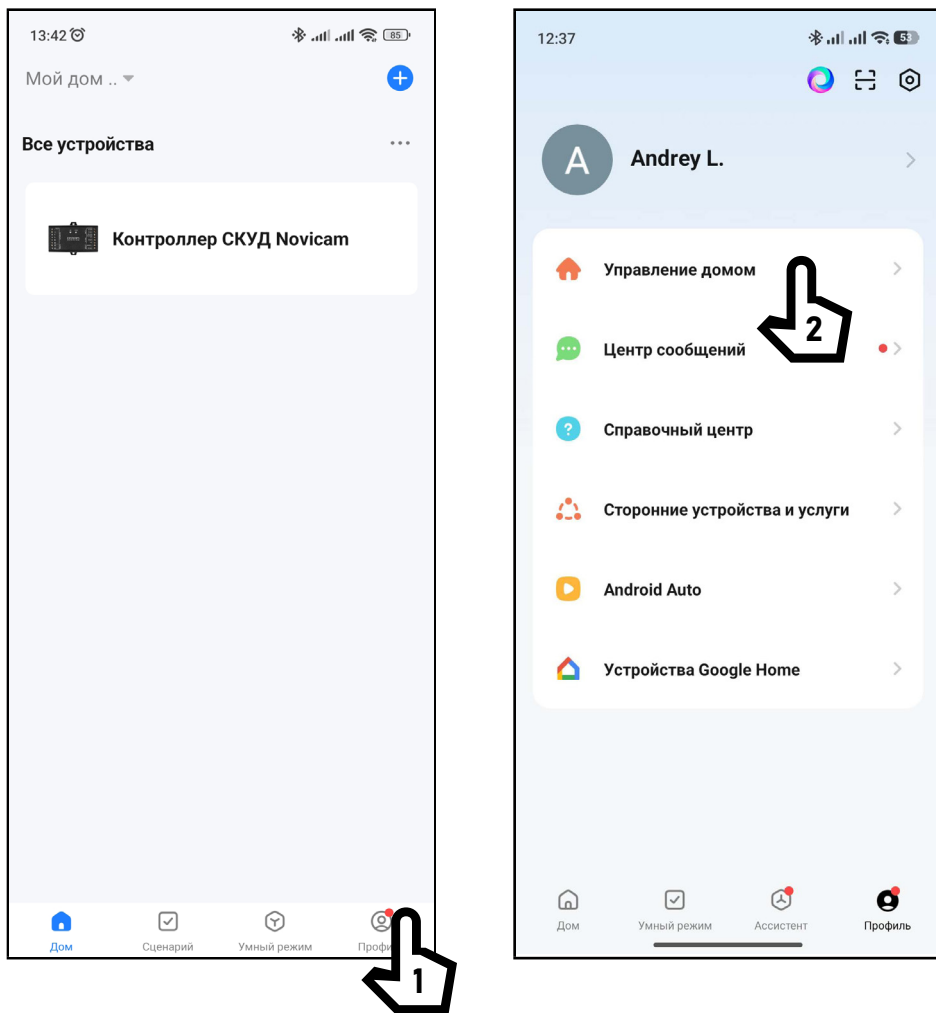 13:42
85
Мой дом ..
Все устройства
...
Контроллер СКУД Novicam
Дом
Сценарий
Умный режим
1
12:37
53
A
Andrey L.
Управление домом
2
Центр сообщений
Справочный центр
?
Сторонние устройства и услуги
Android Auto
Устройства Google Home
Дом
Умный режим
Ассистент
Профиль